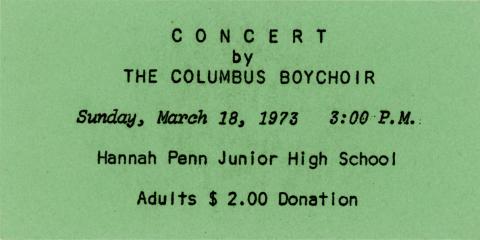 C O N C E R T
by
THE COLUMBUS BOYCHOIR
Sunday, March 18, 1973 3:00 P.M.
Hannah Penn Junior High School
Adults $ 2.00 Donation